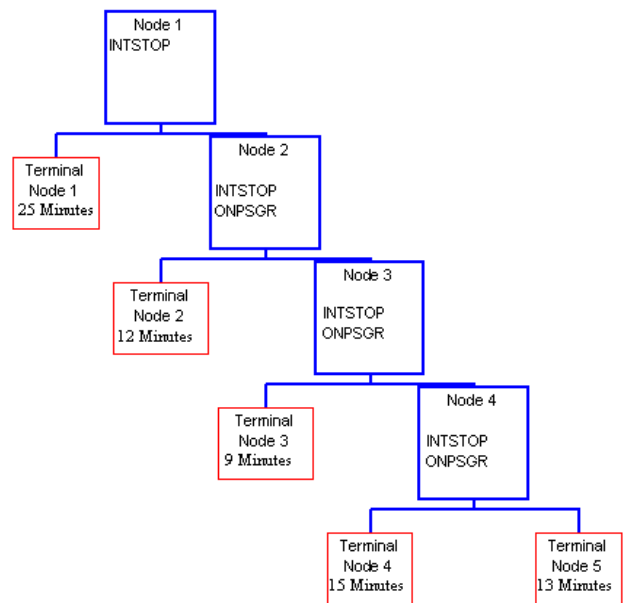 Node 1
INTSTOP
Terminal
Node 1
25 Minutes
Node 2
INTSTOP
ONPSGR
Terminal
Node 2
12 Minutes
Node 3
INTSTOP
ONPSGR
Terminal
Node 3
9 Minutes
Node 4
INTSTOP
ONPSGR
Terminal
Node 4
15 Minutes
Terminal
Node 5
13 Minutes